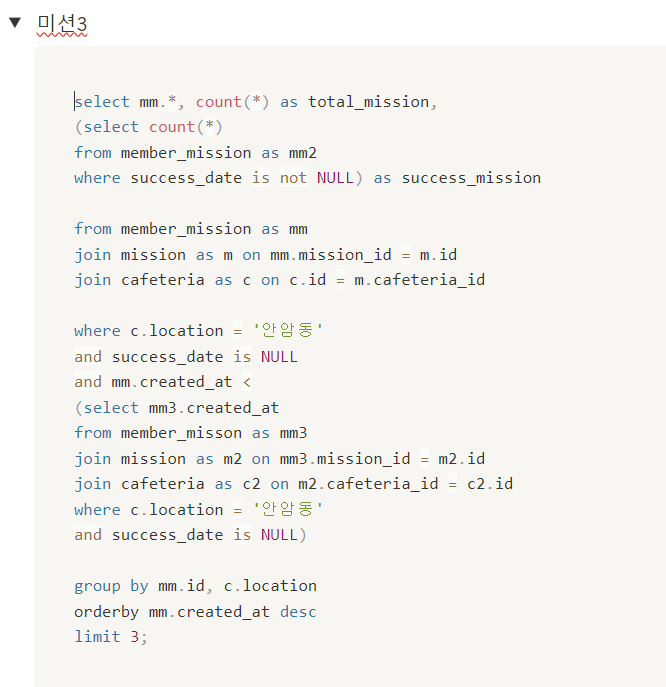 ▼ 미션3
select mm.*, count(*) as total_mission,
(select count(*)
from member_mission as mm2
where success_date is not NULL) as success_mission
from member_mission as mm
join mission as m on mm.mission_id = m.id
join cafeteria as c on c.id = m.cafeteria_id
where c.location = '안암동'
and success_date is NULL
and mm.created_at <
(select mm3.created_at
from member_misson as mm3
join mission as m2 on mm3.mission_id = m2.id
join cafeteria as c2 on m2.cafeteria_id = c2.id
where c.location = '안암동'
and success_date is NULL)
group by mm.id, c.location
orderby mm.created_at desc
limit 3;